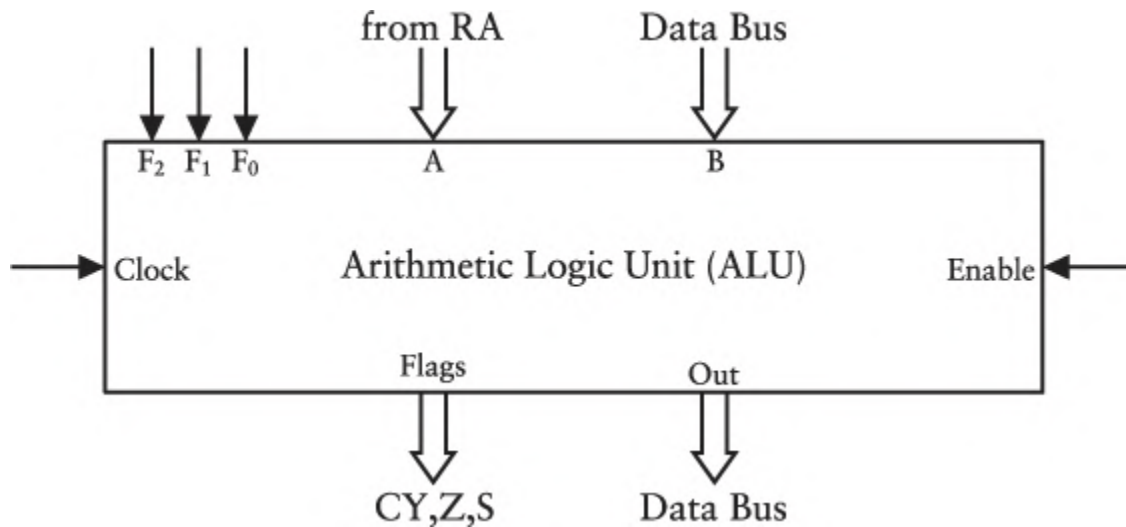 from RA Data Bus
F₂ F₁ F₀ A B
Clock Arithmetic Logic Unit (ALU) Enable
Flags Out
CY,Z,S Data Bus